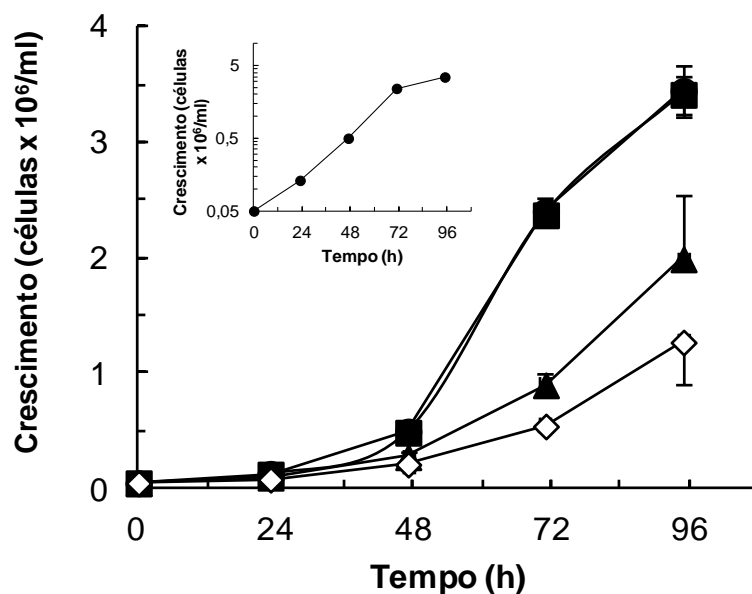 4
3
2
1
0
Crescimento (células x 10⁶/ml)
0 24 48 72 96
Tempo (h)
5
0,5
0,05
Crescimento (células
x 10⁶/ml)
0 24 48 72 96
Tempo (h)